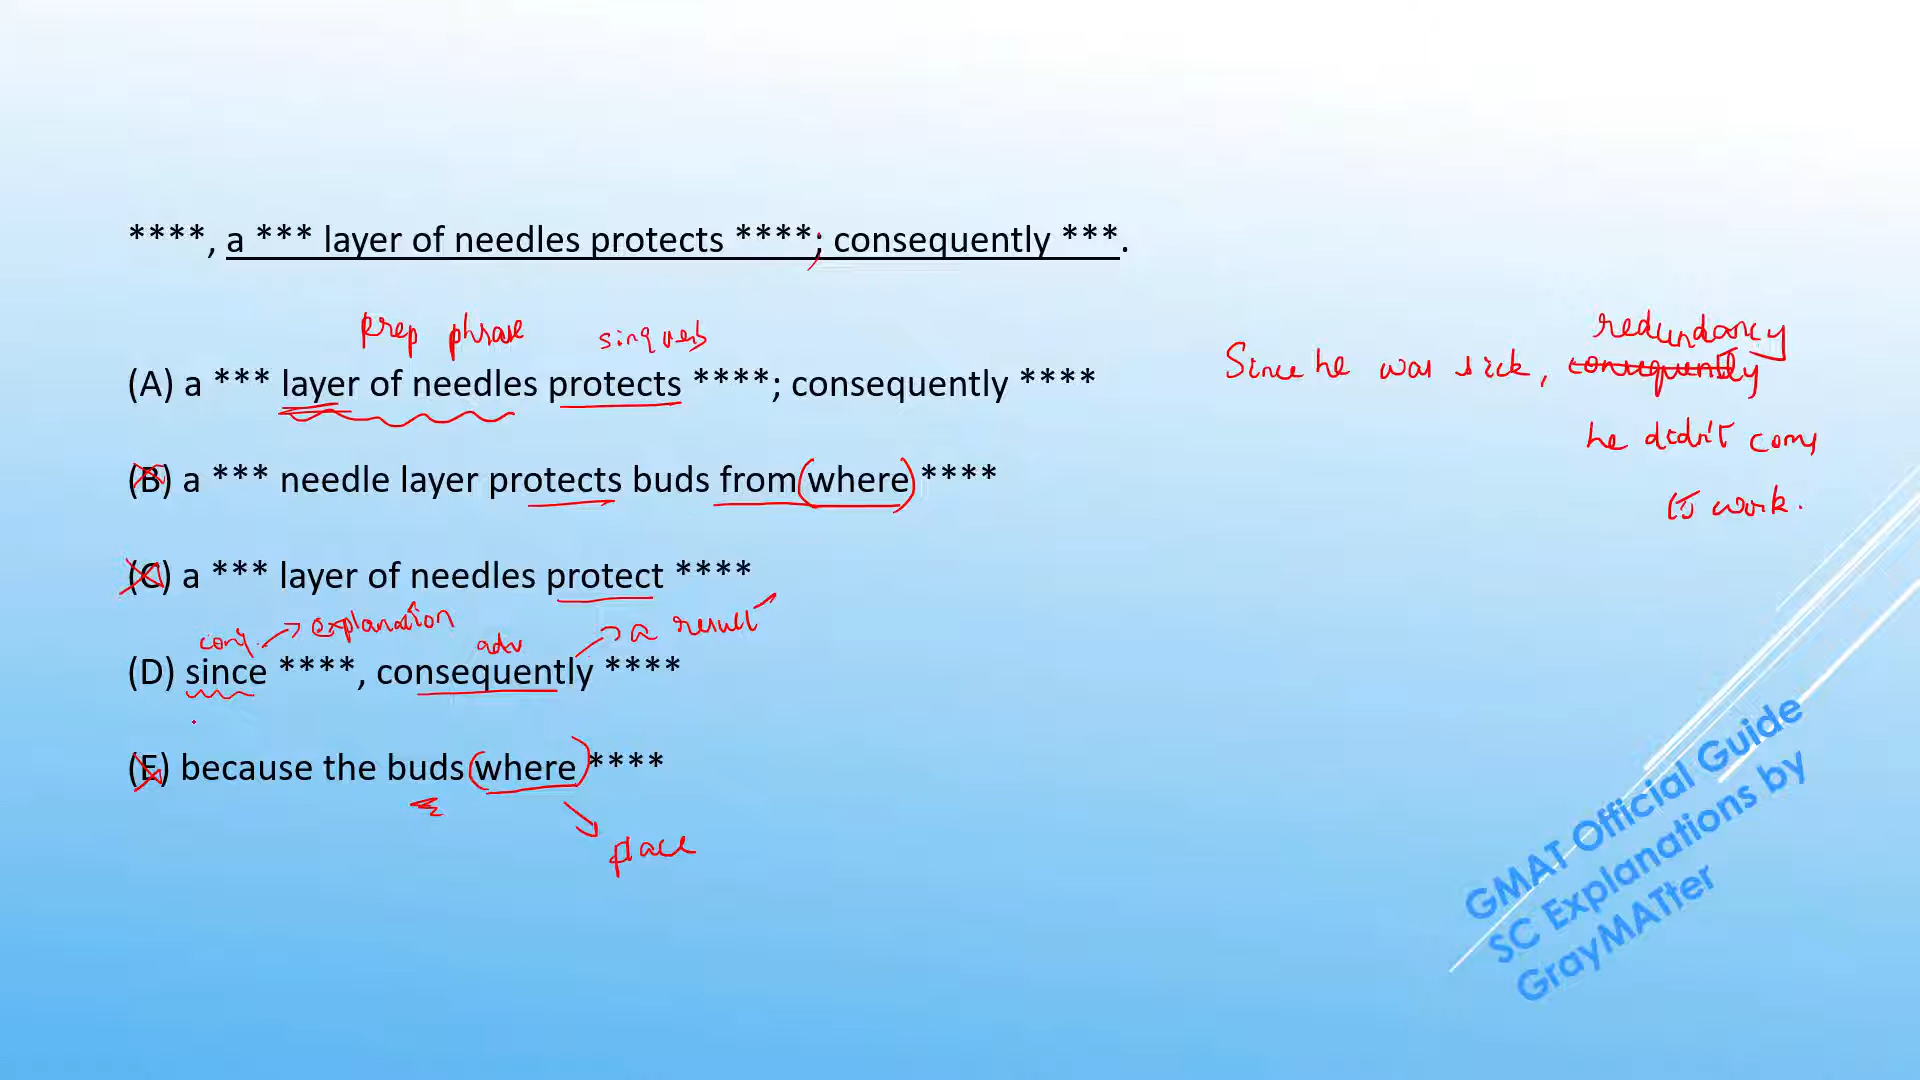 ****, a *** layer of needles protects ****; consequently ***.
prep phrase sing verb
(A) a *** layer of needles protects ****; consequently ****
redundancy
Since he was sick, consequently
he didn't come
to work.
(B) a *** needle layer protects buds from where ****
(C) a *** layer of needles protect ****
conj. explanation adv a result
(D) since ****, consequently ****
(E) because the buds where ****
place
GMAT Official Guide
SC Explanations by
GrayMATter